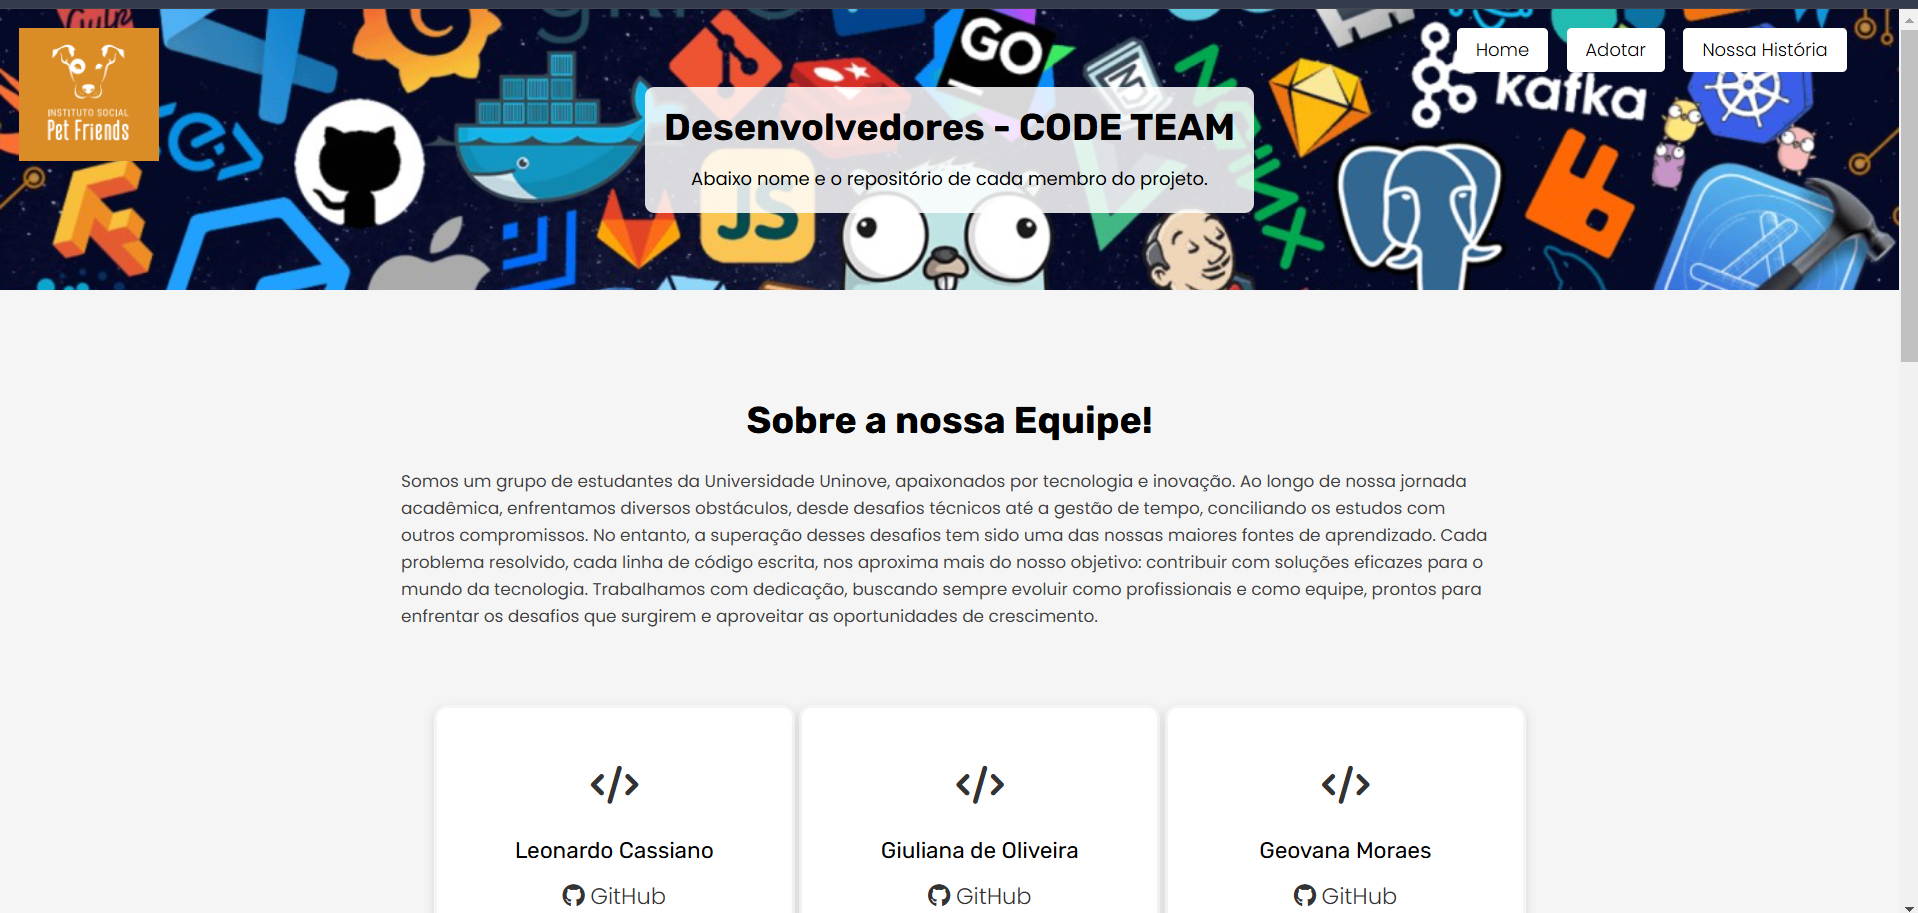 INSTITUTO SOCIAL
Pet Friends
Home
Adotar
Nossa História
GO
kafka
JS
Desenvolvedores - CODE TEAM
Abaixo nome e o repositório de cada membro do projeto.
Sobre a nossa Equipe!
Somos um grupo de estudantes da Universidade Uninove, apaixonados por tecnologia e inovação. Ao longo de nossa jornada
acadêmica, enfrentamos diversos obstáculos, desde desafios técnicos até a gestão de tempo, conciliando os estudos com
outros compromissos. No entanto, a superação desses desafios tem sido uma das nossas maiores fontes de aprendizado. Cada
problema resolvido, cada linha de código escrita, nos aproxima mais do nosso objetivo: contribuir com soluções eficazes para o
mundo da tecnologia. Trabalhamos com dedicação, buscando sempre evoluir como profissionais e como equipe, prontos para
enfrentar os desafios que surgirem e aproveitar as oportunidades de crescimento.
Leonardo Cassiano
Giuliana de Oliveira
Geovana Moraes
GitHub
GitHub
GitHub